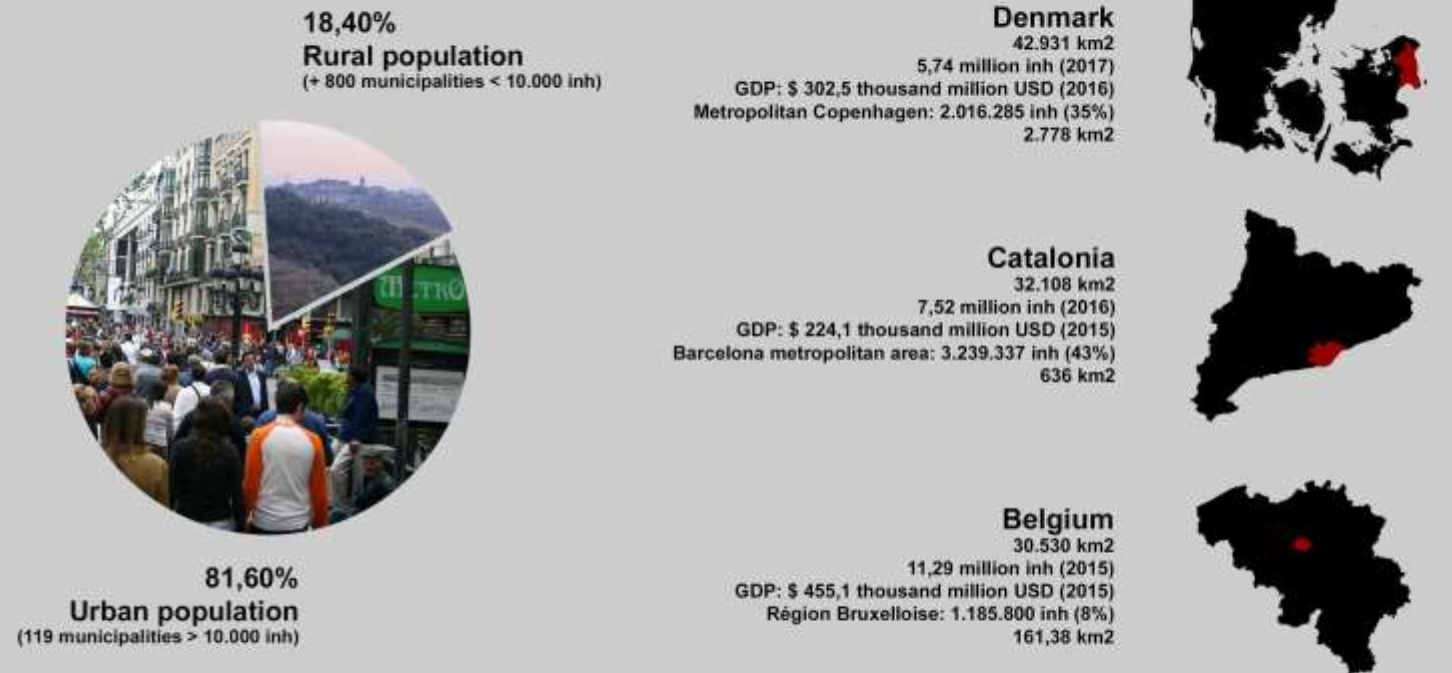 18,40%
Rural population
(+ 800 municipalities < 10.000 inh)
METRO
81,60%
Urban population
(119 municipalities > 10.000 inh)
Denmark
42.931 km2
5,74 million inh (2017)
GDP: $ 302,5 thousand million USD (2016)
Metropolitan Copenhagen: 2.016.285 inh (35%)
2.778 km2
Catalonia
32.108 km2
7,52 million inh (2016)
GDP: $ 224,1 thousand million USD (2015)
Barcelona metropolitan area: 3.239.337 inh (43%)
636 km2
Belgium
30.530 km2
11,29 million inh (2015)
GDP: $ 455,1 thousand million USD (2015)
Région Bruxelloise: 1.185.800 inh (8%)
161,38 km2